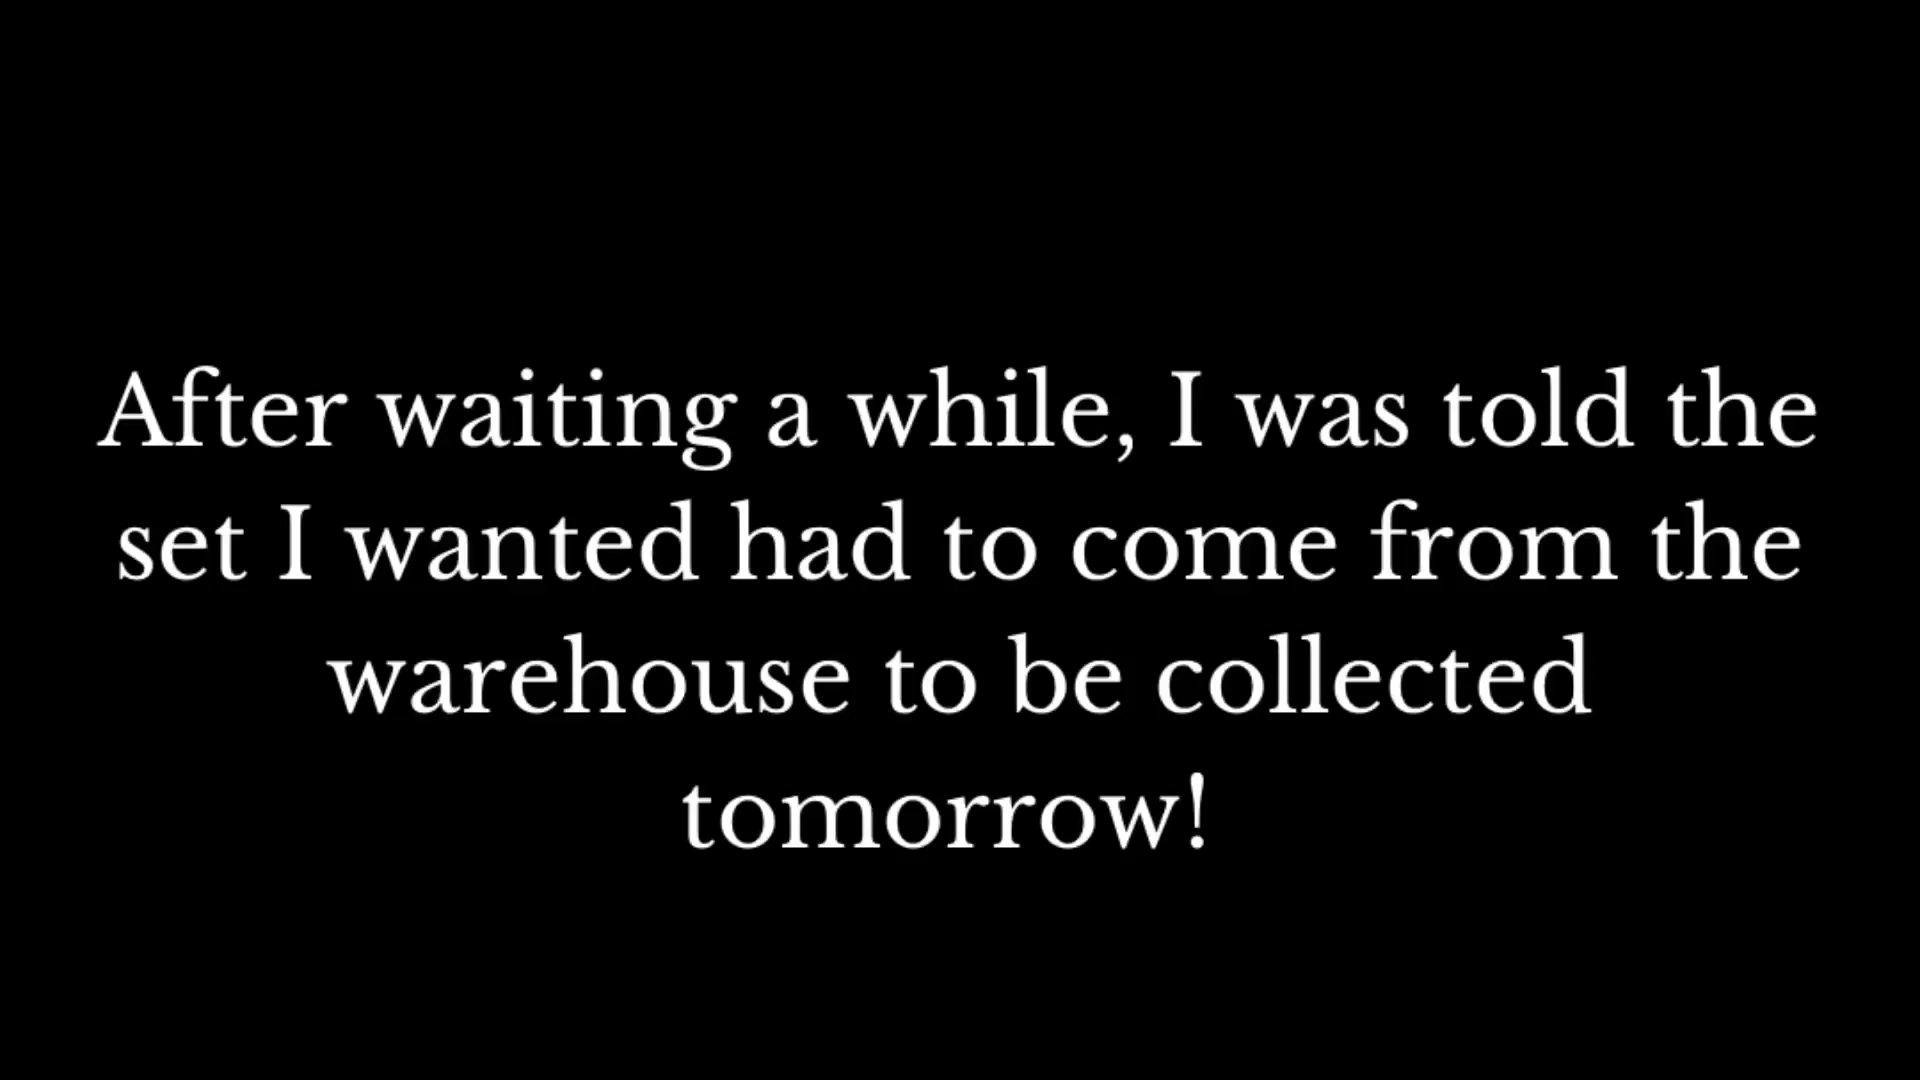 After waiting a while, I was told the
set I wanted had to come from the
warehouse to be collected
tomorrow!